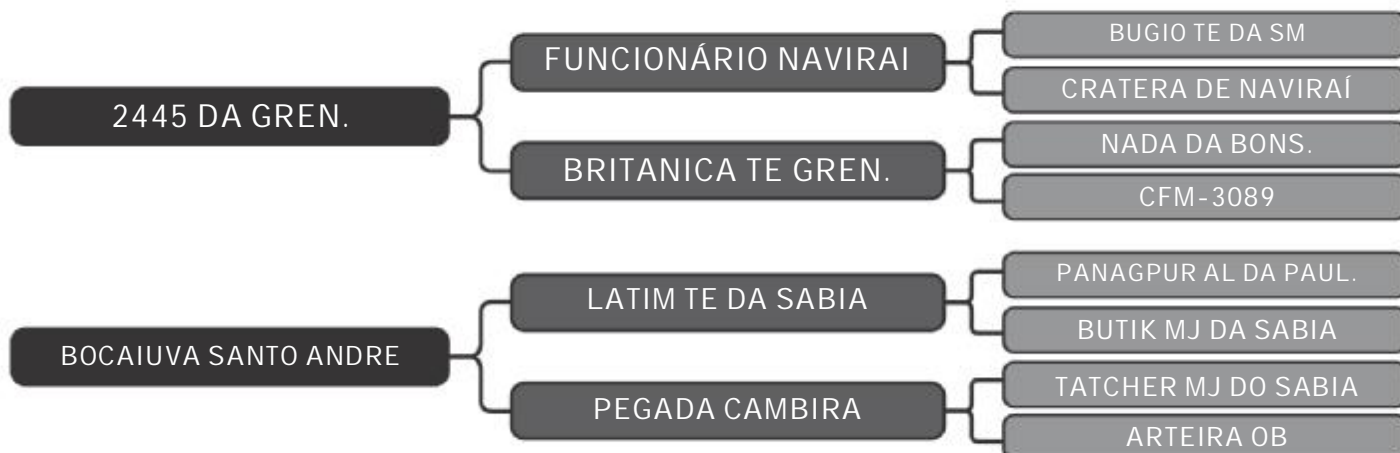 2445 DA GREN.
FUNCIONÁRIO NAVIRAI
BUGIO TE DA SM
CRATERA DE NAVIRAÍ
BRITANICA TE GREN.
NADA DA BONS.
CFM-3089
BOCAIUVA SANTO ANDRE
LATIM TE DA SABIA
PANAGPUR AL DA PAUL.
BUTIK MJ DA SABIA
PEGADA CAMBIRA
TATCHER MJ DO SABIA
ARTEIRA OB